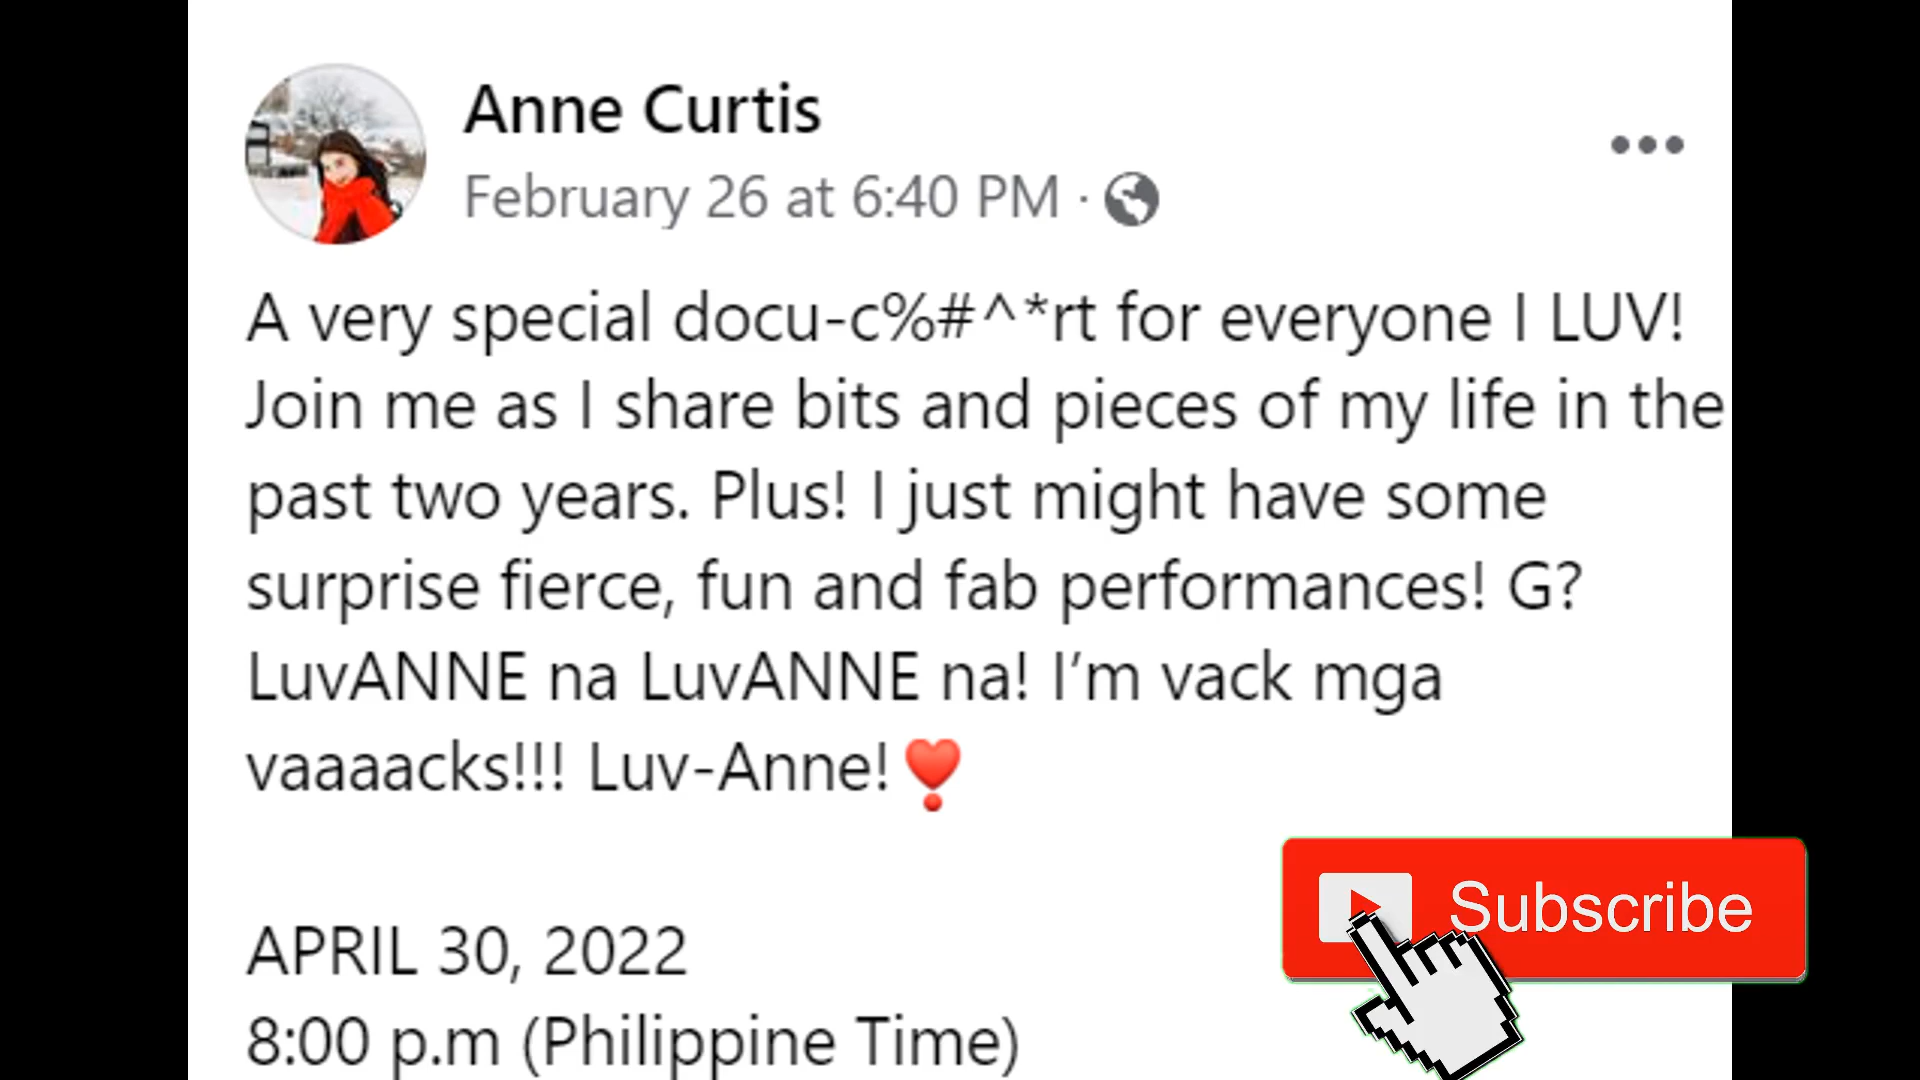 Anne Curtis
February 26 at 6:40 PM ·
A very special docu-c%#^*rt for everyone I LUV!
Join me as I share bits and pieces of my life in the
past two years. Plus! I just might have some
surprise fierce, fun and fab performances! G?
LuvANNE na LuvANNE na! I’m vack mga
vaaaacks!!! Luv-Anne!❣️
APRIL 30, 2022
8:00 p.m (Philippine Time)
Subscribe